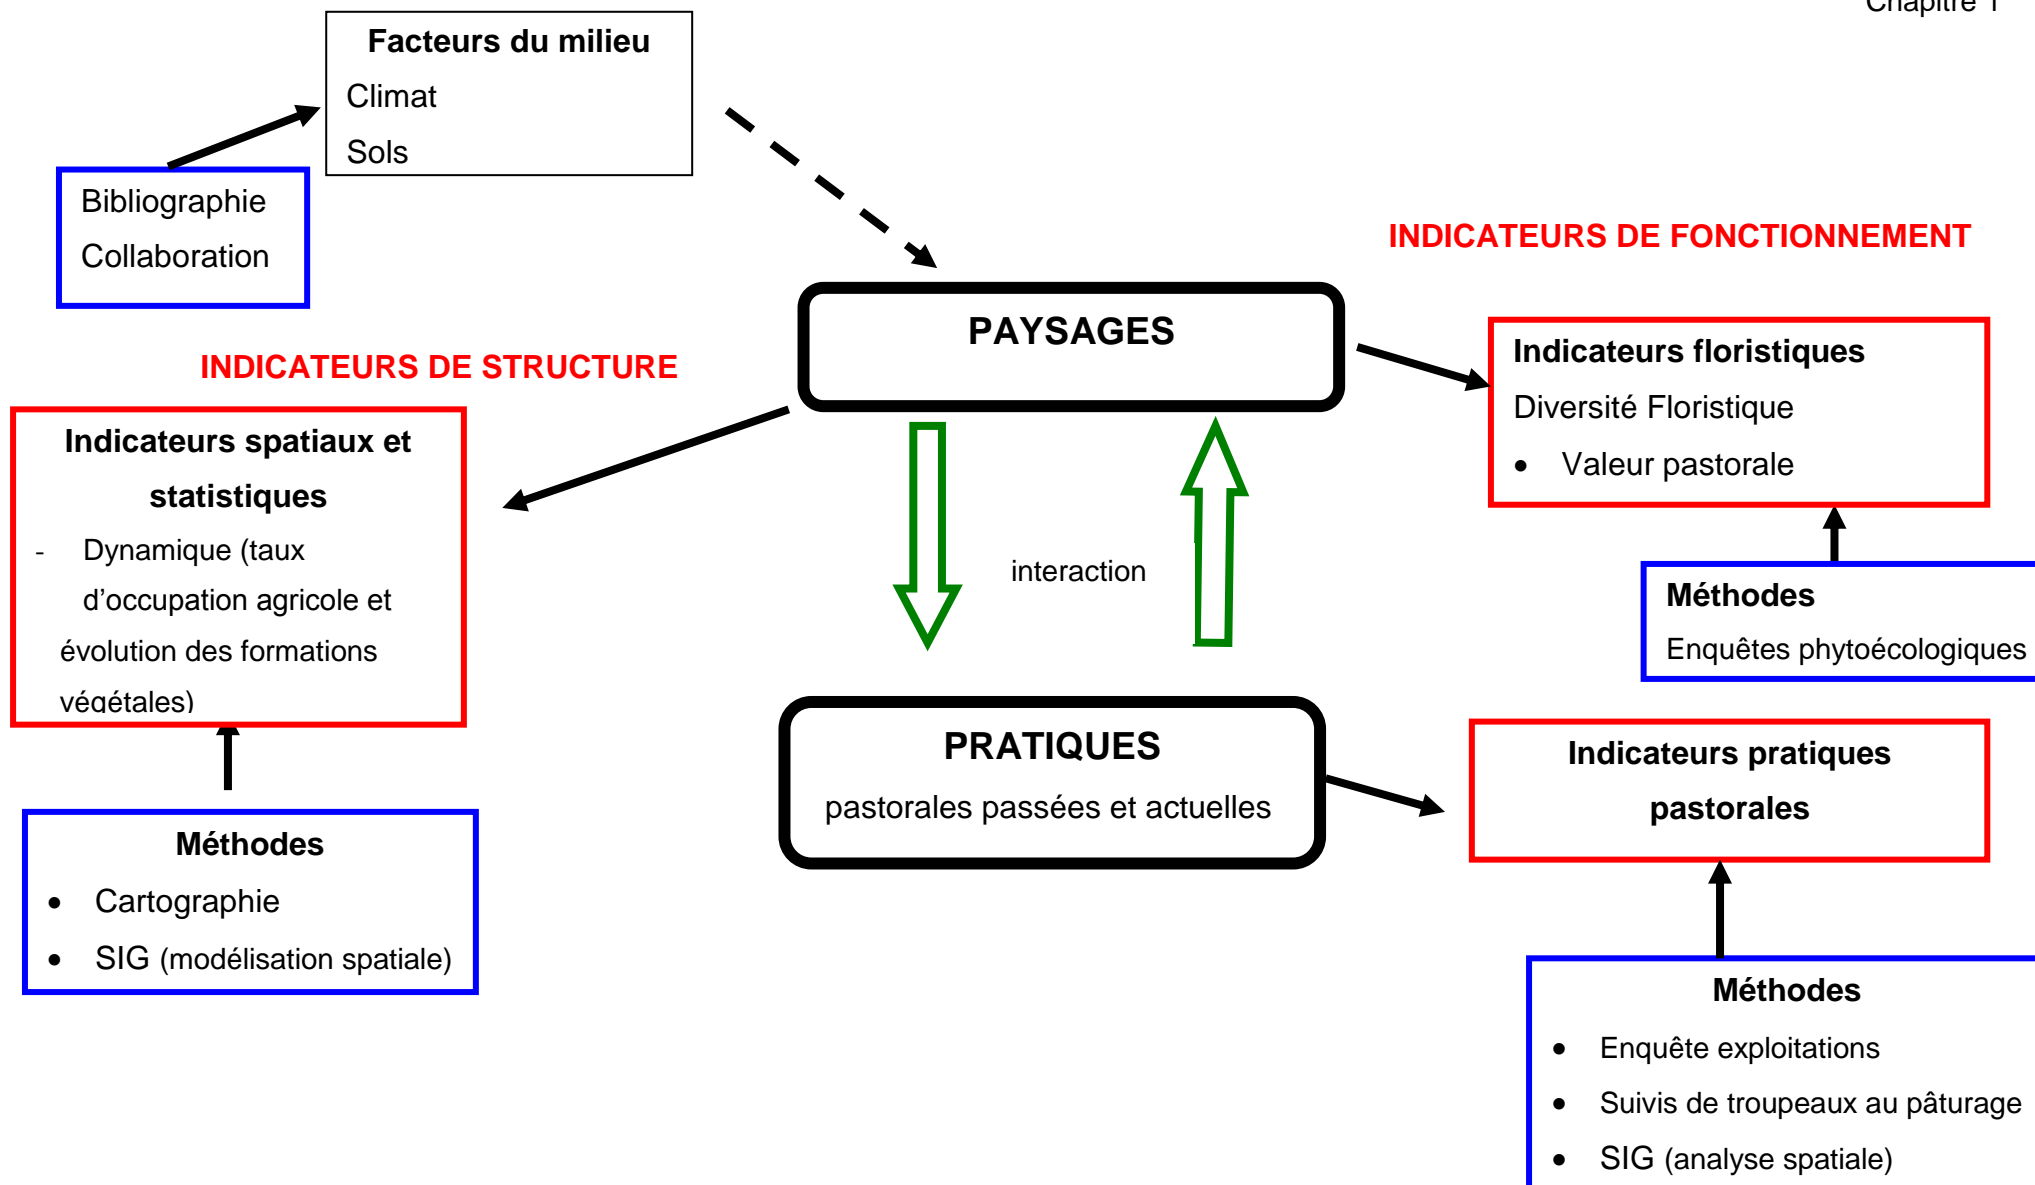 Chapitre 1
Facteurs du milieu
Climat
Sols
Bibliographie
Collaboration
INDICATEURS DE FONCTIONNEMENT
PAYSAGES
INDICATEURS DE STRUCTURE
Indicateurs floristiques
Diversité Floristique
• Valeur pastorale
Indicateurs spatiaux et
statistiques
- Dynamique (taux
d'occupation agricole et
évolution des formations
végétales)
interaction
Méthodes
Enquêtes phytoécologiques
PRATIQUES
pastorales passées et actuelles
Indicateurs pratiques
pastorales
Méthodes
• Cartographie
• SIG (modélisation spatiale)
Méthodes
• Enquête exploitations
• Suivis de troupeaux au pâturage
• SIG (analyse spatiale)